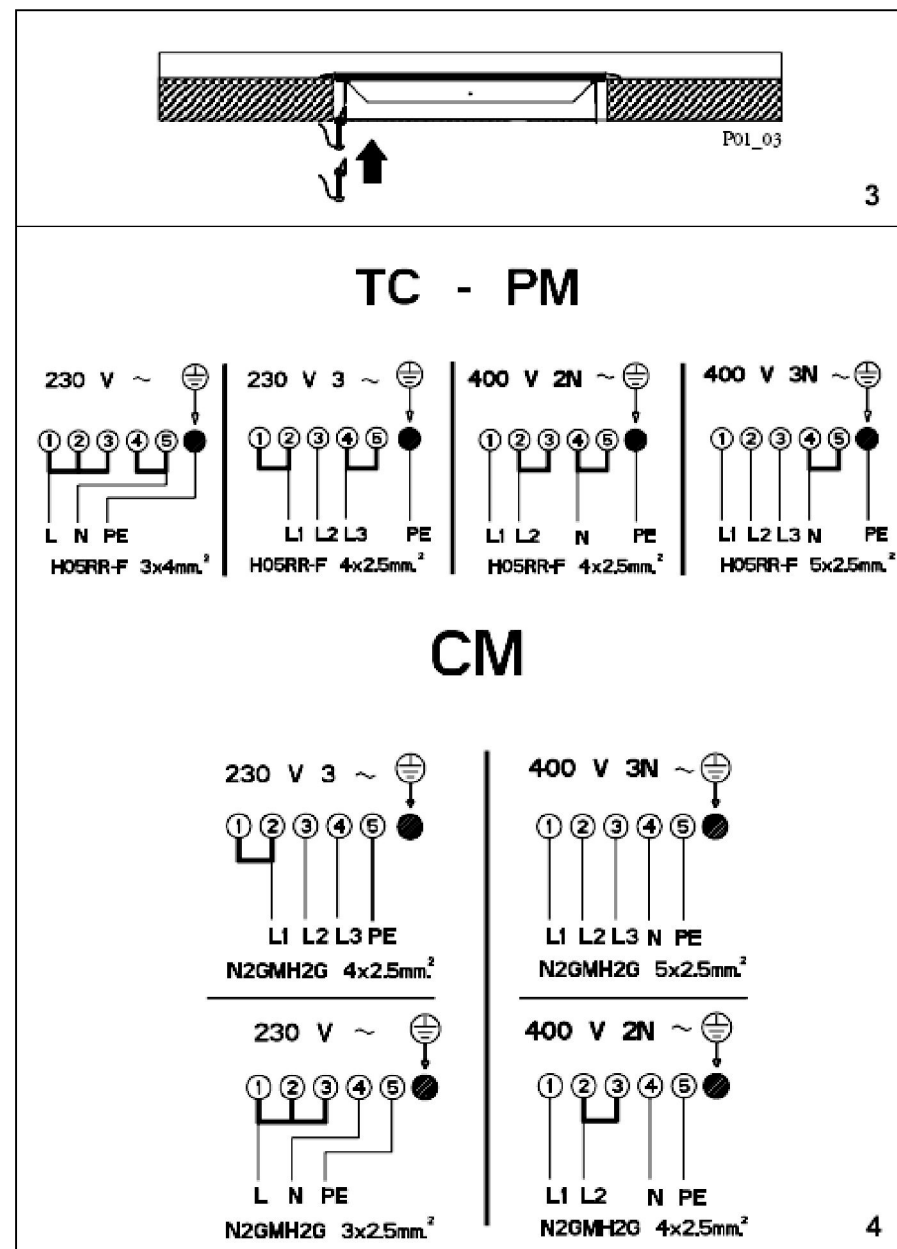 P01_03
3
TC - PM
230 V ~
① ② ③ ④ ⑤
L N PE
H05RR-F 3x4mm.²
230 V 3 ~
① ② ③ ④ ⑤
L1 L2 L3 PE
H05RR-F 4x2.5mm.²
400 V 2N ~
① ② ③ ④ ⑤
L1 L2 N PE
H05RR-F 4x2.5mm.²
400 V 3N ~
① ② ③ ④ ⑤
L1 L2 L3 N PE
H05RR-F 5x2.5mm.²
CM
230 V 3 ~
① ② ③ ④ ⑤
L1 L2 L3 PE
N2GMH2G 4x2.5mm.²
400 V 3N ~
① ② ③ ④ ⑤
L1 L2 L3 N PE
N2GMH2G 5x2.5mm.²
230 V ~
① ② ③ ④ ⑤
L N PE
N2GMH2G 3x2.5mm.²
400 V 2N ~
① ② ③ ④ ⑤
L1 L2 N PE
N2GMH2G 4x2.5mm.²
4